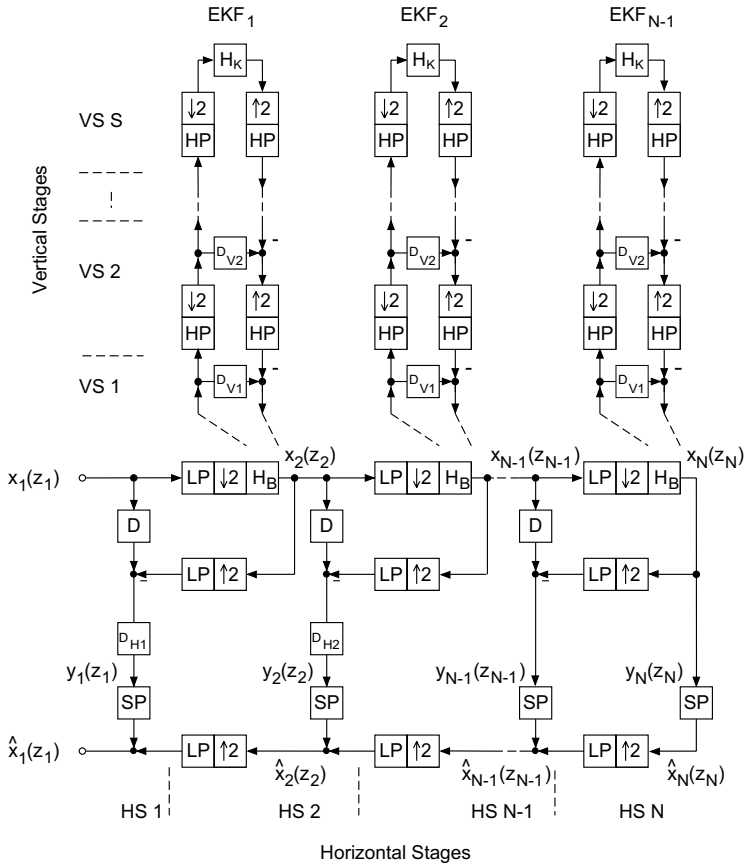 EKF1 EKF2 EKFN-1
HK HK HK
↓2 ↑2 ↓2 ↑2 ↓2 ↑2
VS S
HP HP HP HP HP HP
Vertical Stages
- - -
DV2 DV2 DV2
VS 2
↓2 ↑2 ↓2 ↑2 ↓2 ↑2
HP HP HP HP HP HP
- - -
VS 1
DV1 DV1 DV1
x2(z2) xN-1(zN-1) xN(zN)
x1(z1) LP ↓2 HB LP ↓2 HB LP ↓2 HB
D D D
LP ↑2 LP ↑2 LP ↑2
- - -
DH1 DH2
y1(z1) y2(z2) yN-1(zN-1) yN(zN)
SP SP SP SP
x̂1(z1) LP ↑2 LP ↑2 LP ↑2
x̂2(z2) x̂N-1(zN-1) x̂N(zN)
HS 1 HS 2 HS N-1 HS N
Horizontal Stages